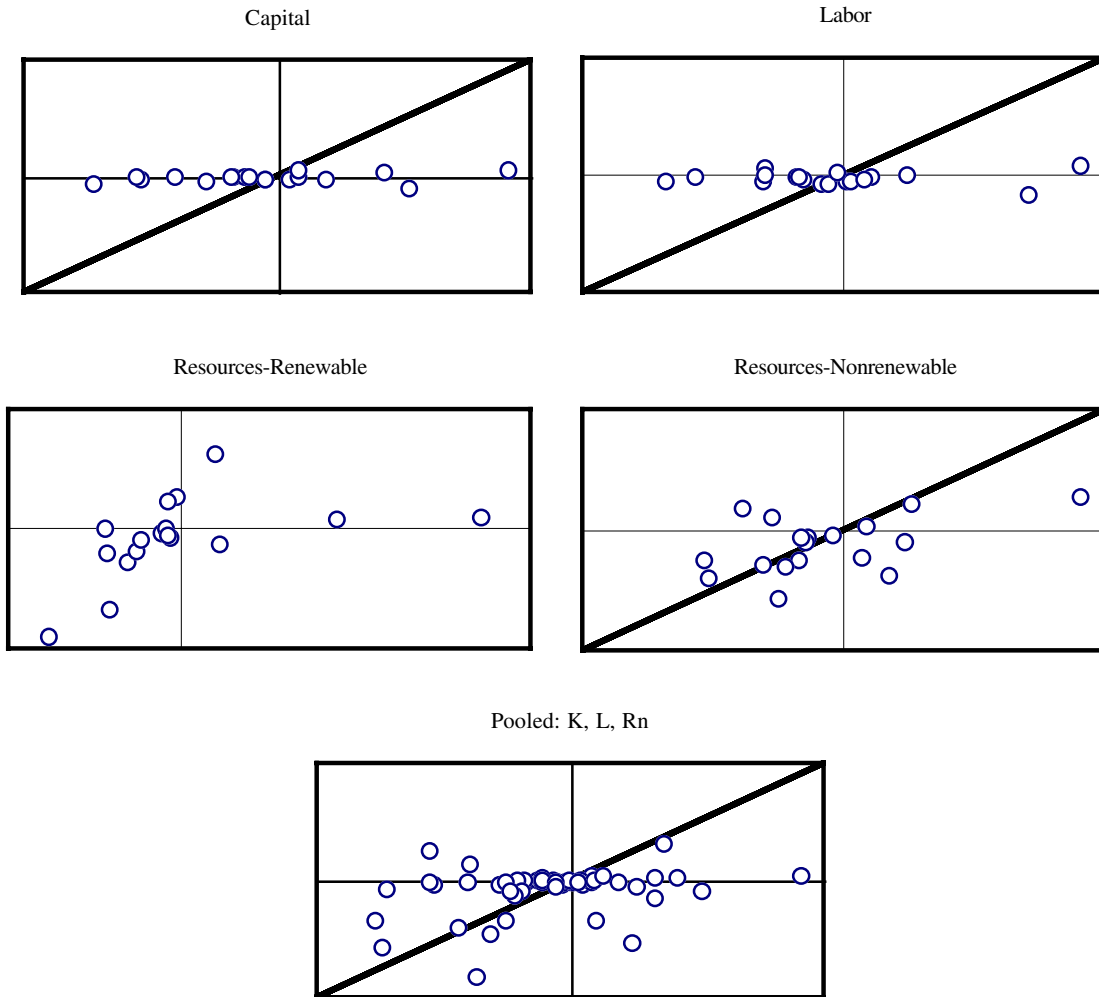 Capital
Labor
Resources-Renewable
Resources-Nonrenewable
Pooled: K, L, Rn